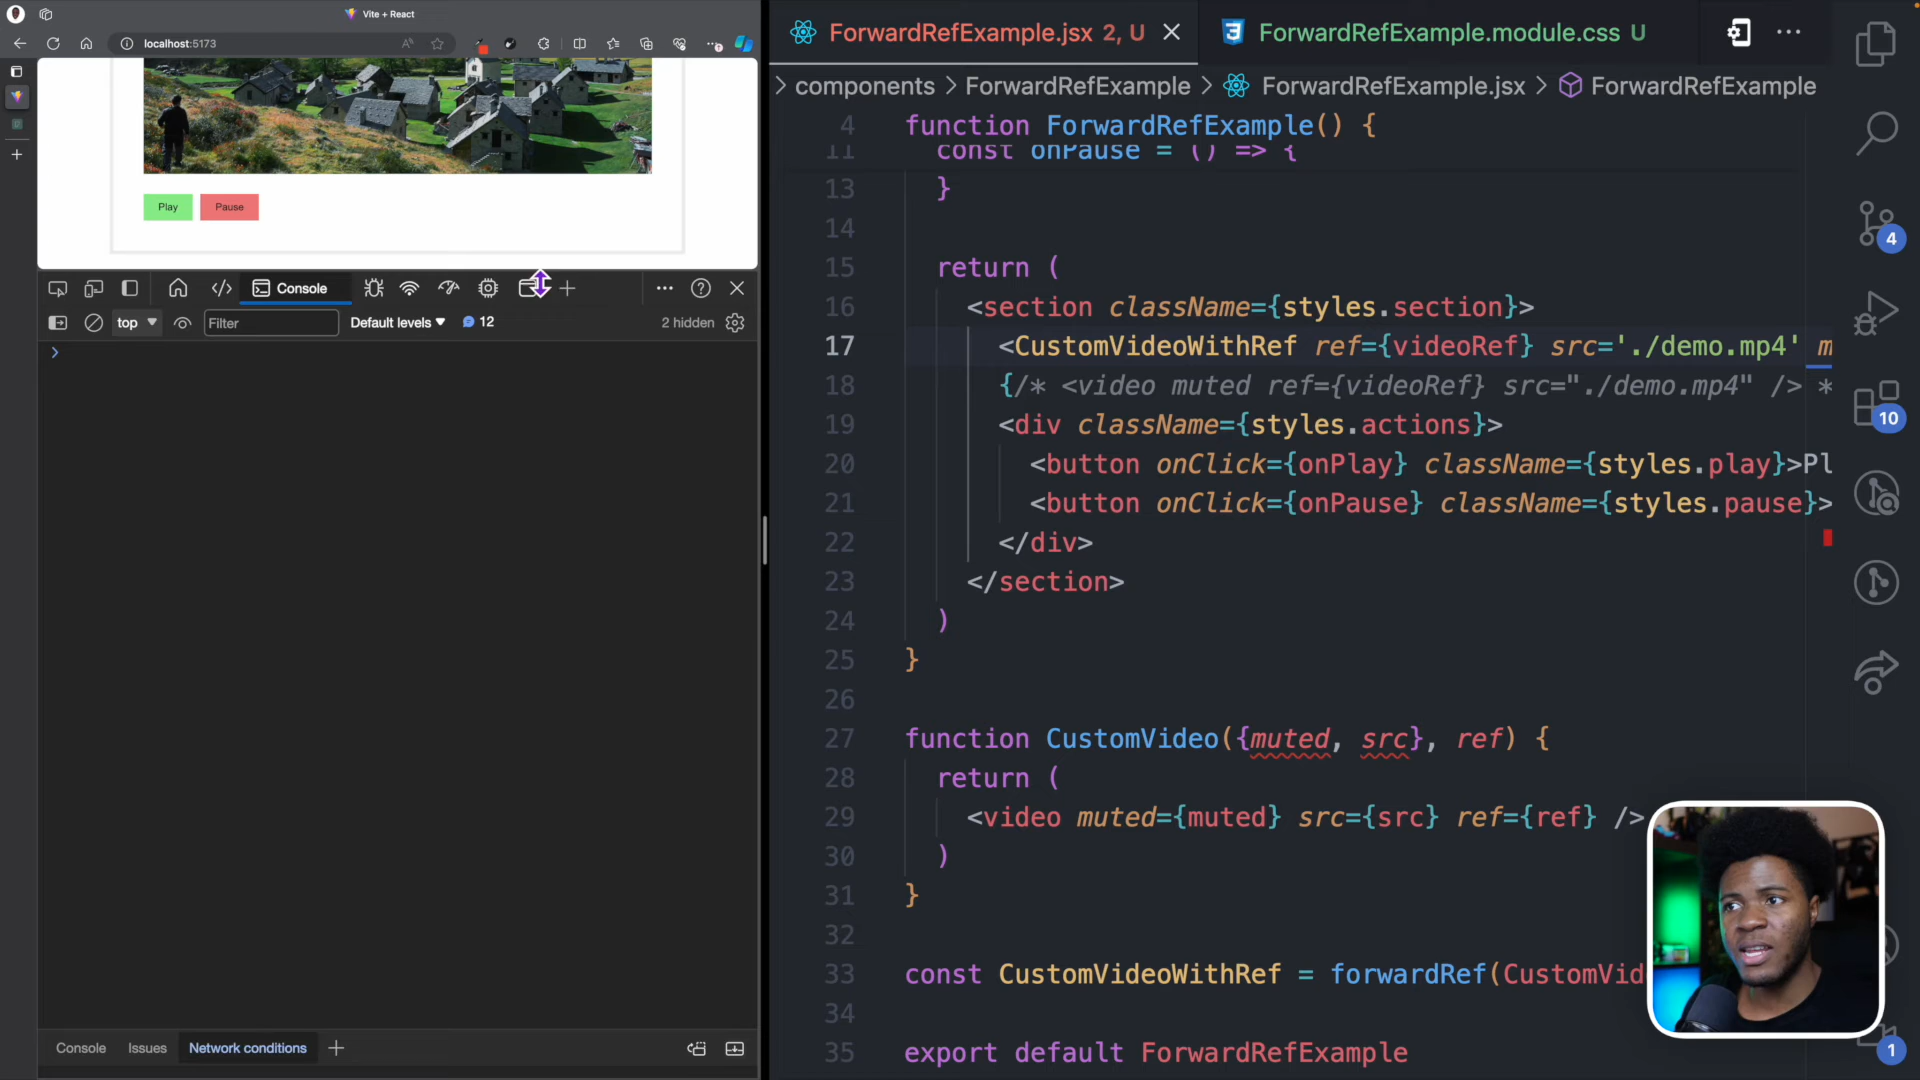 Vite + React
localhost:5173
Play
Pause
Console
top
Filter
Default levels
12
2 hidden
Console
Issues
Network conditions
ForwardRefExample.jsx 2, U
ForwardRefExample.module.css U
components
ForwardRefExample
ForwardRefExample.jsx
ForwardRefExample
4 function ForwardRefExample() {
11 const onPause = () => {
13 }
14
15 return (
16 <section className={styles.section}>
17 <CustomVideoWithRef ref={videoRef} src='./demo.mp4' m
18 {/* <video muted ref={videoRef} src="./demo.mp4" /> *
19 <div className={styles.actions}>
20 <button onClick={onPlay} className={styles.play}>Pl
21 <button onClick={onPause} className={styles.pause}>
22 </div>
23 </section>
24 )
25 }
26
27 function CustomVideo({muted, src}, ref) {
28 return (
29 <video muted={muted} src={src} ref={ref} />
30 )
31 }
32
33 const CustomVideoWithRef = forwardRef(CustomVid
34
35 export default ForwardRefExample
4
10
1